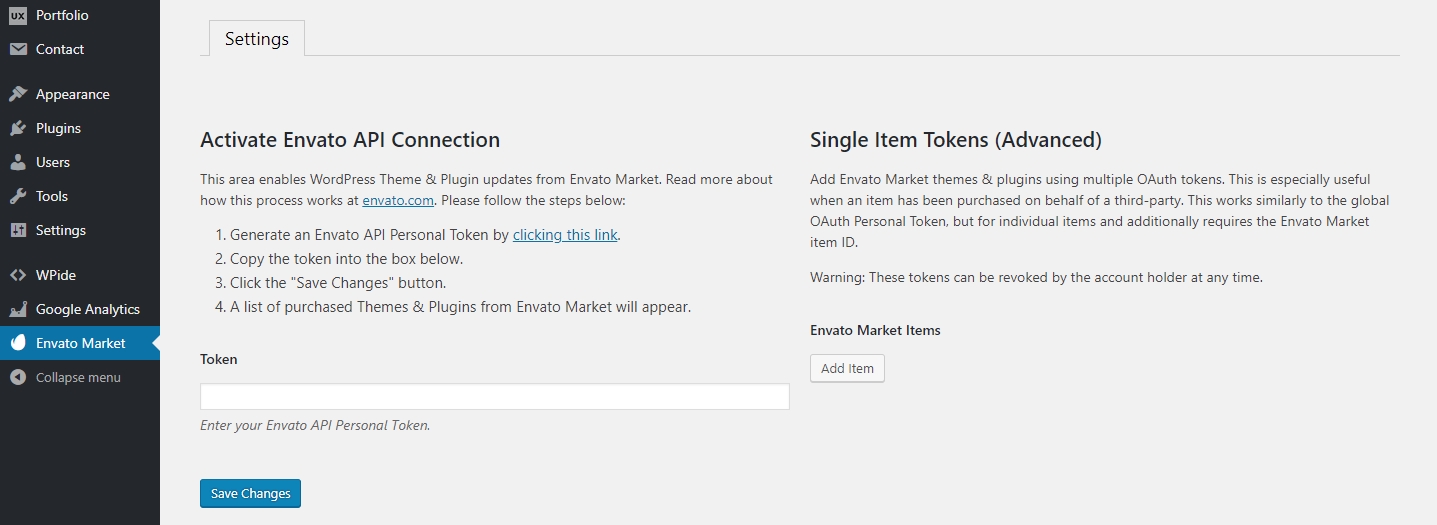 UX Portfolio
Contact
Appearance
Plugins
Users
Tools
Settings
WPide
Google Analytics
Envato Market
Collapse menu
Settings
Activate Envato API Connection
This area enables WordPress Theme & Plugin updates from Envato Market. Read more about
how this process works at envato.com. Please follow the steps below:
1. Generate an Envato API Personal Token by clicking this link.
2. Copy the token into the box below.
3. Click the "Save Changes" button.
4. A list of purchased Themes & Plugins from Envato Market will appear.
Token
Enter your Envato API Personal Token.
Save Changes
Single Item Tokens (Advanced)
Add Envato Market themes & plugins using multiple OAuth tokens. This is especially useful
when an item has been purchased on behalf of a third-party. This works similarly to the global
OAuth Personal Token, but for individual items and additionally requires the Envato Market
item ID.
Warning: These tokens can be revoked by the account holder at any time.
Envato Market Items
Add Item